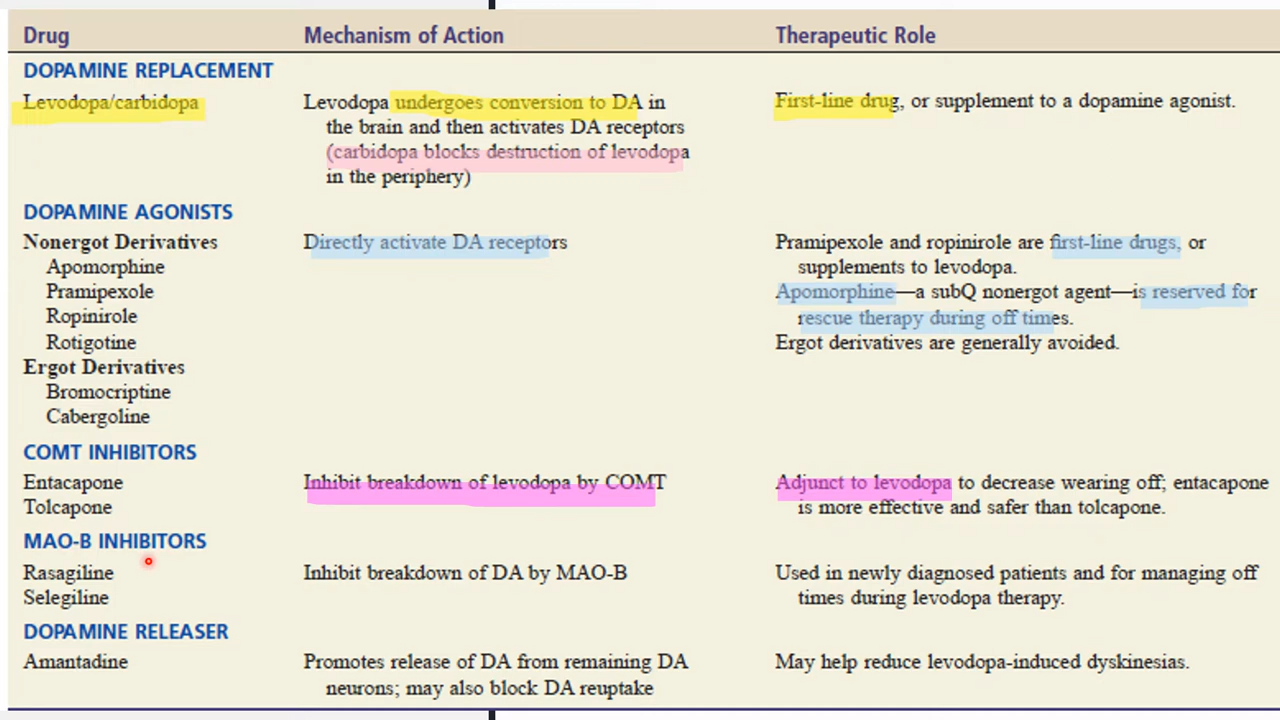 Drug Mechanism of Action Therapeutic Role
DOPAMINE REPLACEMENT
Levodopa/carbidopa Levodopa undergoes conversion to DA in First-line drug, or supplement to a dopamine agonist.
the brain and then activates DA receptors
(carbidopa blocks destruction of levodopa
in the periphery)
DOPAMINE AGONISTS
Nonergot Derivatives Directly activate DA receptors Pramipexole and ropinirole are first-line drugs, or
Apomorphine supplements to levodopa.
Pramipexole Apomorphine—a subQ nonergot agent—is reserved for
Ropinirole rescue therapy during off times.
Rotigotine Ergot derivatives are generally avoided.
Ergot Derivatives
Bromocriptine
Cabergoline
COMT INHIBITORS
Entacapone Inhibit breakdown of levodopa by COMT Adjunct to levodopa to decrease wearing off; entacapone
Tolcapone is more effective and safer than tolcapone.
MAO-B INHIBITORS
Rasagiline Inhibit breakdown of DA by MAO-B Used in newly diagnosed patients and for managing off
Selegiline times during levodopa therapy.
DOPAMINE RELEASER
Amantadine Promotes release of DA from remaining DA May help reduce levodopa-induced dyskinesias.
neurons; may also block DA reuptake